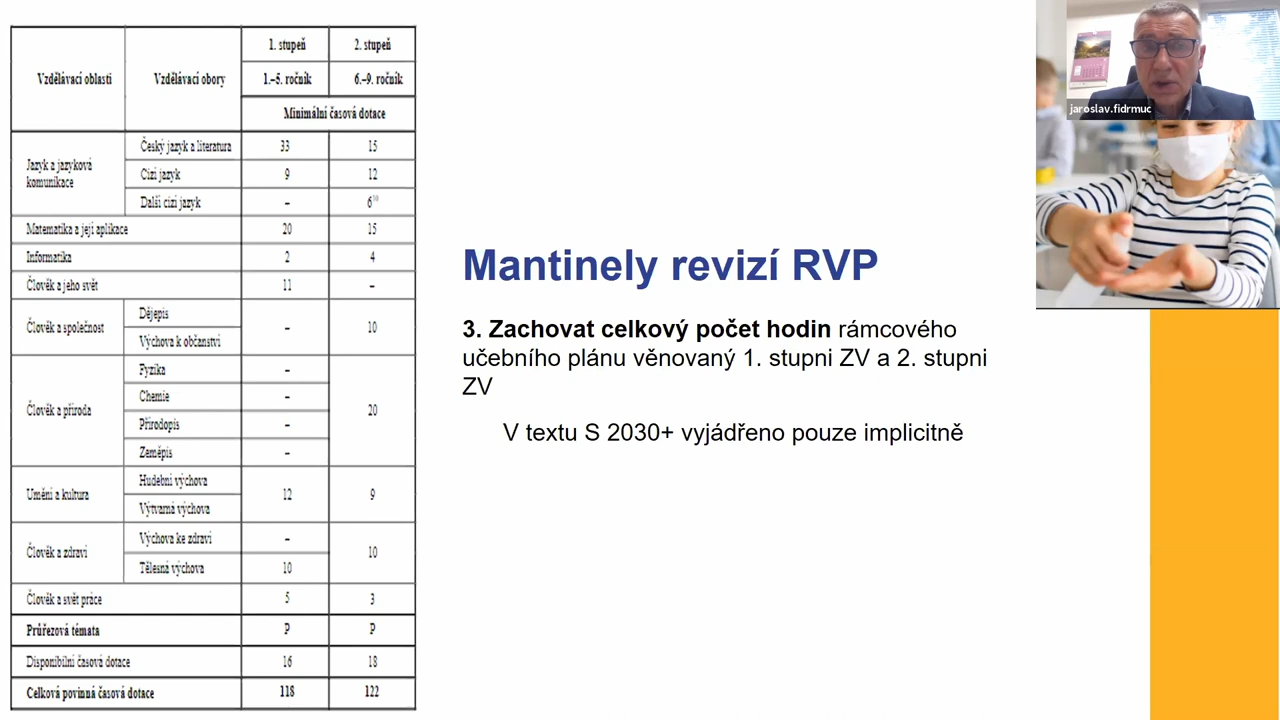 Vzdělávací oblasti
Vzdělávací obory
1. stupeň
2. stupeň
1.–5. ročník
6.–9. ročník
Minimální časová dotace
Jazyk a jazyková
komunikace
Český jazyk a literatura
33
15
Cizí jazyk
9
12
Další cizí jazyk
–
6¹⁰
Matematika a její aplikace
20
15
Informatika
2
4
Člověk a jeho svět
11
–
Člověk a společnost
Dějepis
–
10
Výchova k občanství
Člověk a příroda
Fyzika
–
20
Chemie
–
Přírodopis
–
Zeměpis
–
Umění a kultura
Hudební výchova
12
9
Výtvarná výchova
Člověk a zdraví
Výchova ke zdraví
–
10
Tělesná výchova
10
Člověk a svět práce
5
3
Průřezová témata
P
P
Disponibilní časová dotace
16
18
Celková povinná časová dotace
118
122
Mantinely revizí RVP
3. Zachovat celkový počet hodin rámcového
učebního plánu věnovaný 1. stupni ZV a 2. stupni
ZV
V textu S 2030+ vyjádřeno pouze implicitně
jaroslav.fidrmuc